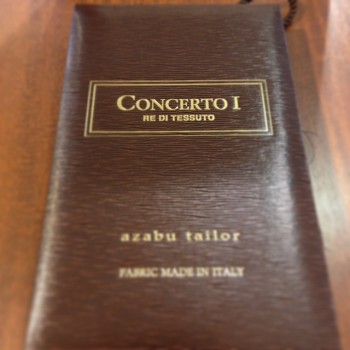 CONCERTO I
RE DI TESSUTO
azabu tailor
FABRIC MADE IN ITALY